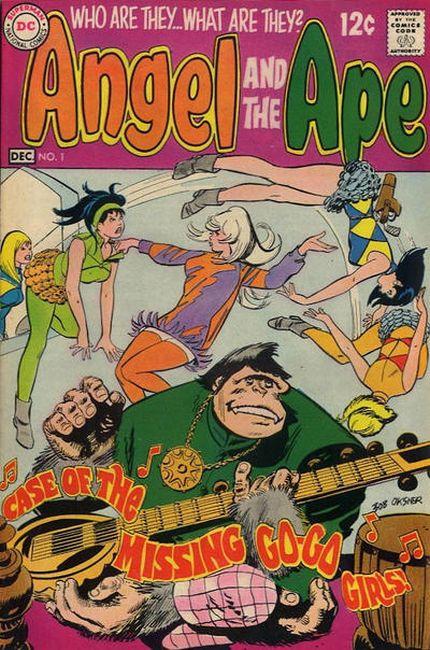 WHO ARE THEY...WHAT ARE THEY?
12¢
APPROVED BY THE COMICS CODE AUTHORITY
SUPERMAN
DC
NATIONAL COMICS
Angel AND THE Ape
DEC. NO. 1
BOB OKSNER
CASE OF THE
MISSING GO-GO
GIRLS!